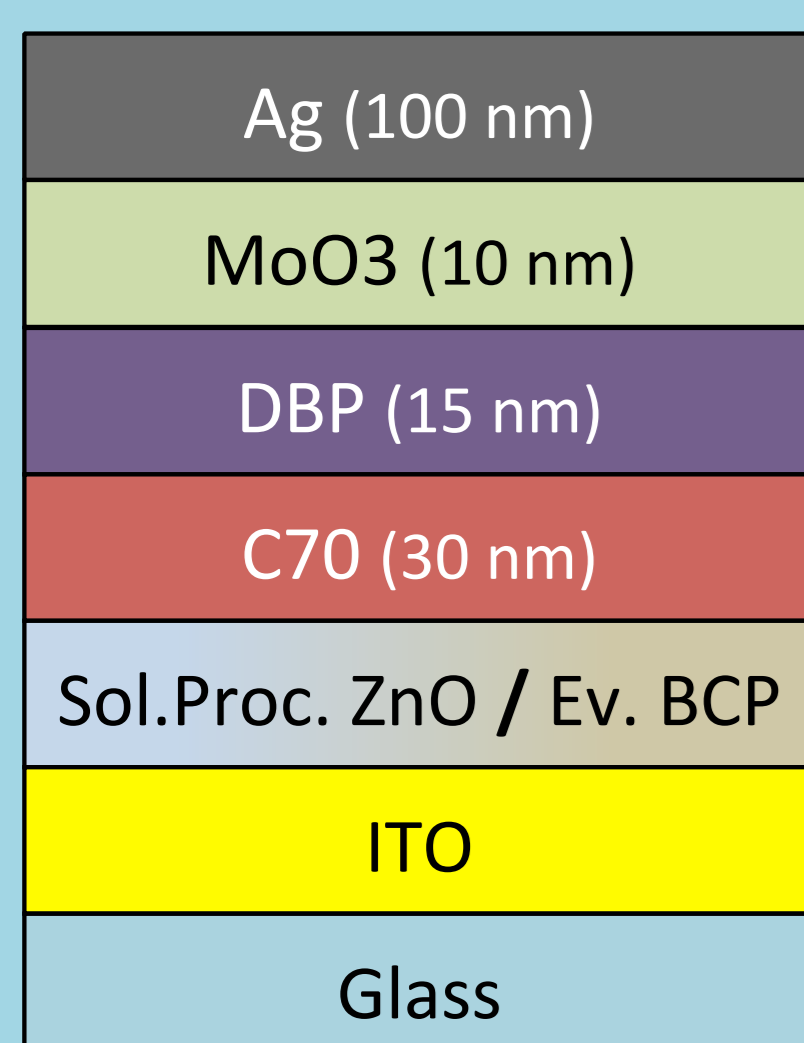 Ag (100 nm)
MoO3 (10 nm)
DBP (15 nm)
C70 (30 nm)
Sol.Proc. ZnO / Ev. BCP
ITO
Glass